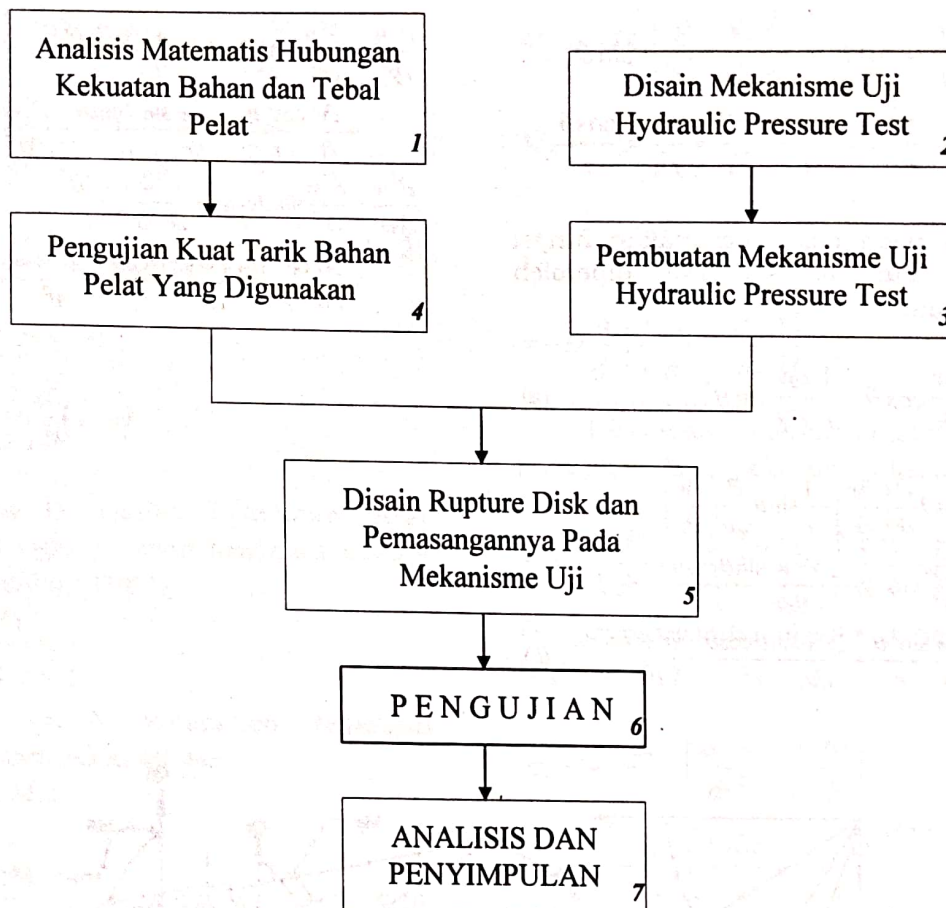 Analisis Matematis Hubungan
Kekuatan Bahan dan Tebal
Pelat
1
Disain Mekanisme Uji
Hydraulic Pressure Test
2
Pengujian Kuat Tarik Bahan
Pelat Yang Digunakan
4
Pembuatan Mekanisme Uji
Hydraulic Pressure Test
3
Disain Rupture Disk dan
Pemasangannya Pada
Mekanisme Uji
5
PENGUJIAN
6
ANALISIS DAN
PENYIMPULAN
7